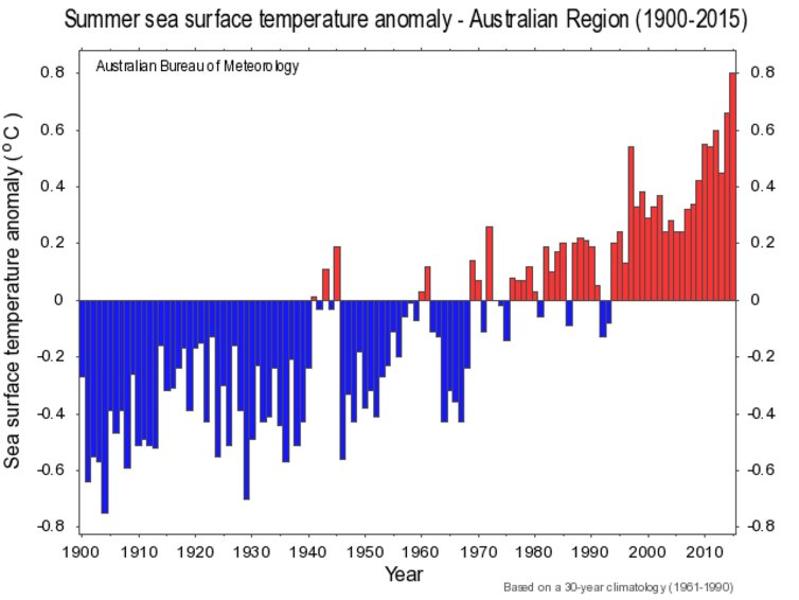 Summer sea surface temperature anomaly - Australian Region (1900-2015)
Australian Bureau of Meteorology
Sea surface temperature anomaly (°C)
0.8 0.8
0.6 0.6
0.4 0.4
0.2 0.2
0 0
-0.2 -0.2
-0.4 -0.4
-0.6 -0.6
-0.8 -0.8
1900 1910 1920 1930 1940 1950 1960 1970 1980 1990 2000 2010
Year
Based on a 30-year climatology (1961-1990)